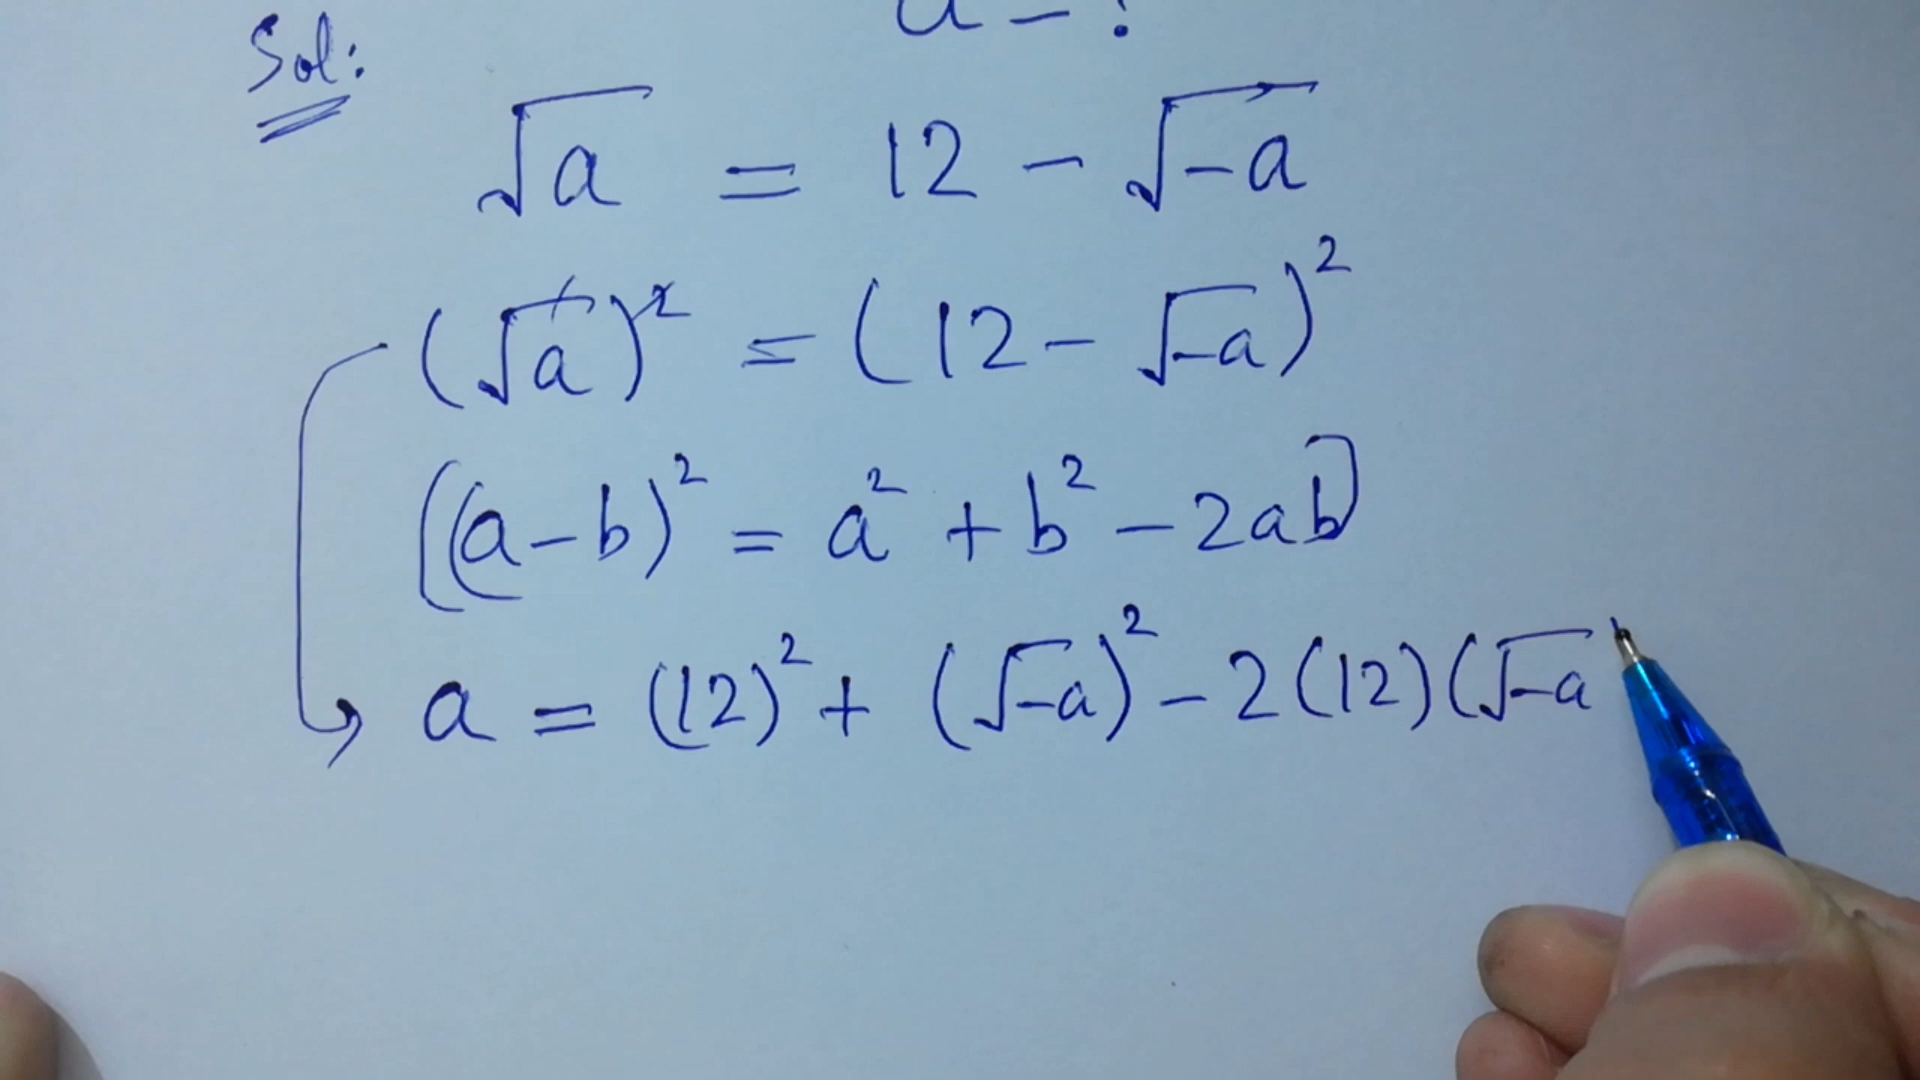 a = ?
Sol:
√a = 12 - √-a
(√a)² = (12 - √-a)²
((a-b)² = a² + b² - 2ab)
a = (12)² + (√-a)² - 2(12)(√-a